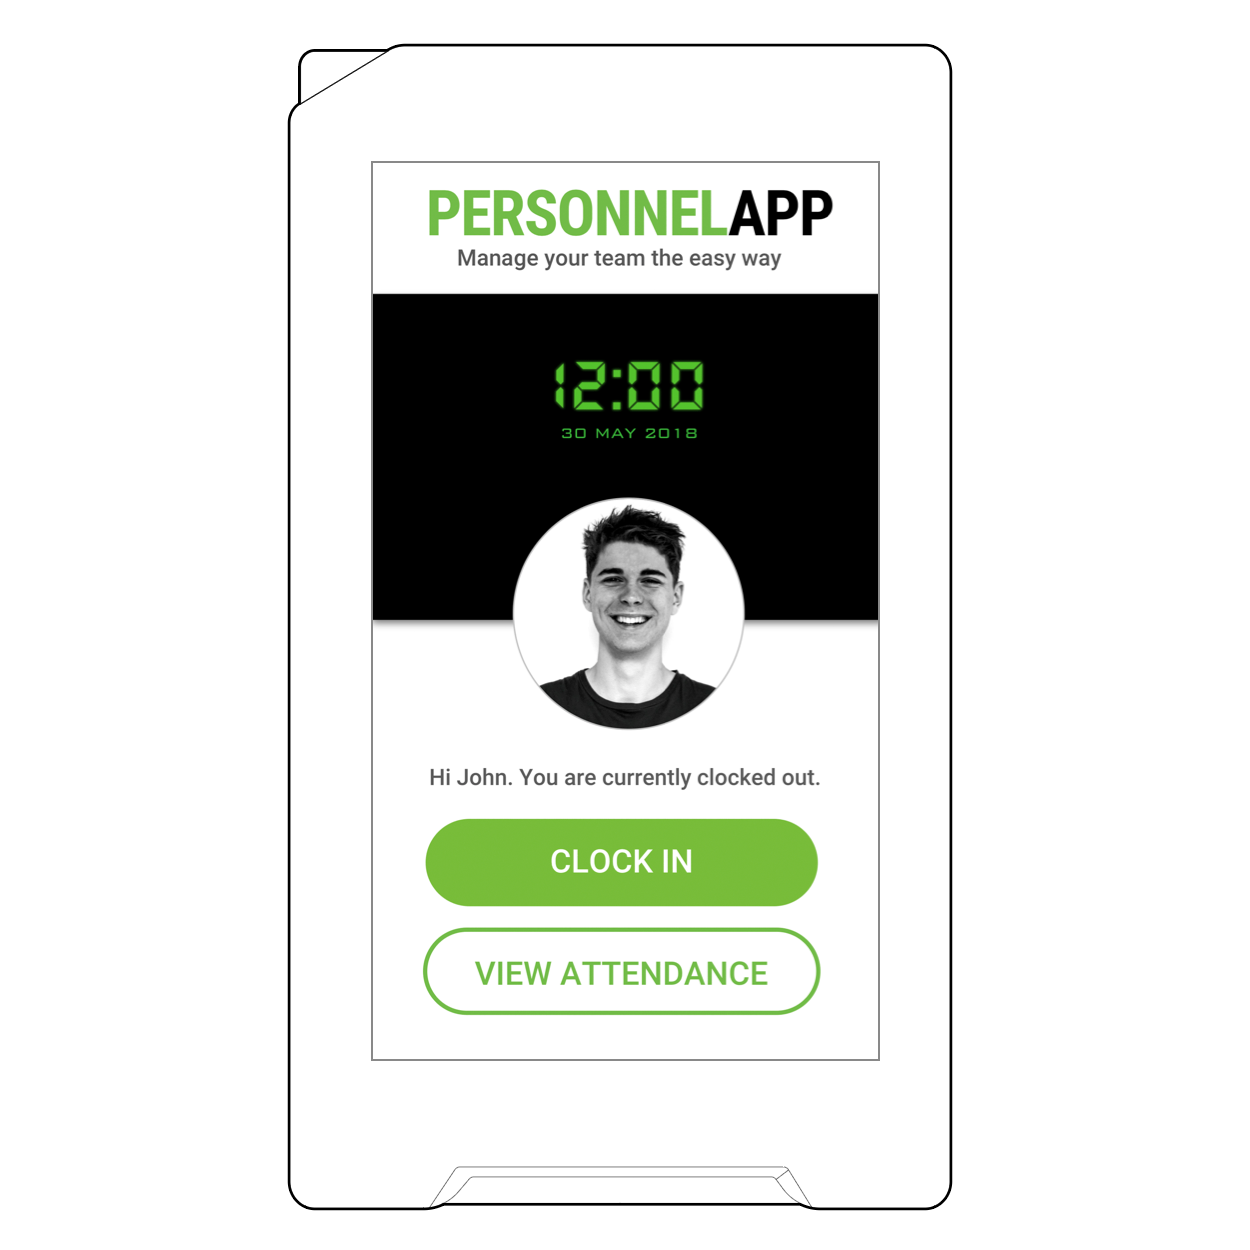 PERSONNELAPP
Manage your team the easy way
12:00
30 MAY 2018
Hi John. You are currently clocked out.
CLOCK IN
VIEW ATTENDANCE